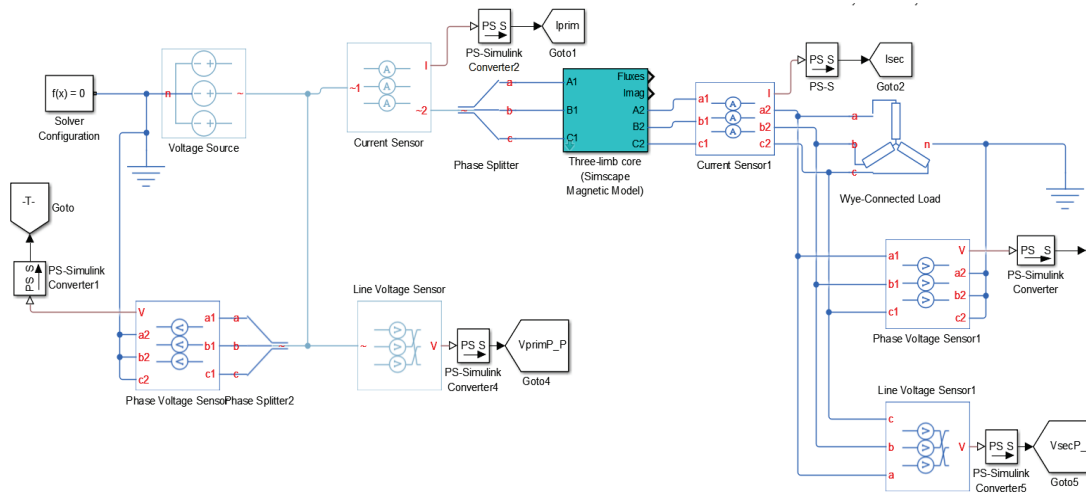 f(x) = 0
Solver
Configuration
n
~
Voltage Source
~1
I
~2
A
A
A
Current Sensor
PS S
PS-Simulink
Converter2
Iprim
Goto1
a
~
b
c
Phase Splitter
A1
B1
C1
Fluxes
Imag
A2
B2
C2
Three-limb core
(Simscape
Magnetic Model)
a1
b1
c1
A
A
A
I
a2
b2
c2
Current Sensor1
PS S
PS-S
Isec
Goto2
a
b
c
n
Wye-Connected Load
-T-
Goto
PS S
PS-Simulink
Converter1
V
a2
b2
c2
V
V
V
a1
b1
c1
Phase Voltage Sensor
a
b
c
~
Phase Splitter2
Line Voltage Sensor
~
V
V
V
V
PS S
PS-Simulink
Converter4
VprimP_P
Goto4
a1
b1
c1
V
V
V
V
a2
b2
c2
Phase Voltage Sensor1
PS S
PS-Simulink
Converter
Line Voltage Sensor1
c
b
a
V
V
V
V
PS S
PS-Simulink
Converter5
VsecP_
Goto5